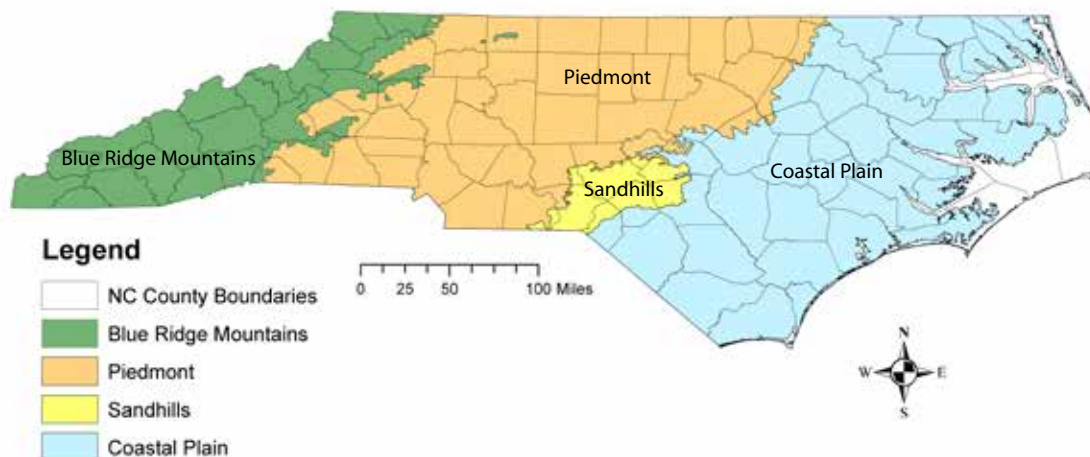 Piedmont
Blue Ridge Mountains
Sandhills
Coastal Plain
Legend
NC County Boundaries
Blue Ridge Mountains
Piedmont
Sandhills
Coastal Plain
0 25 50 100 Miles
N
W E
S